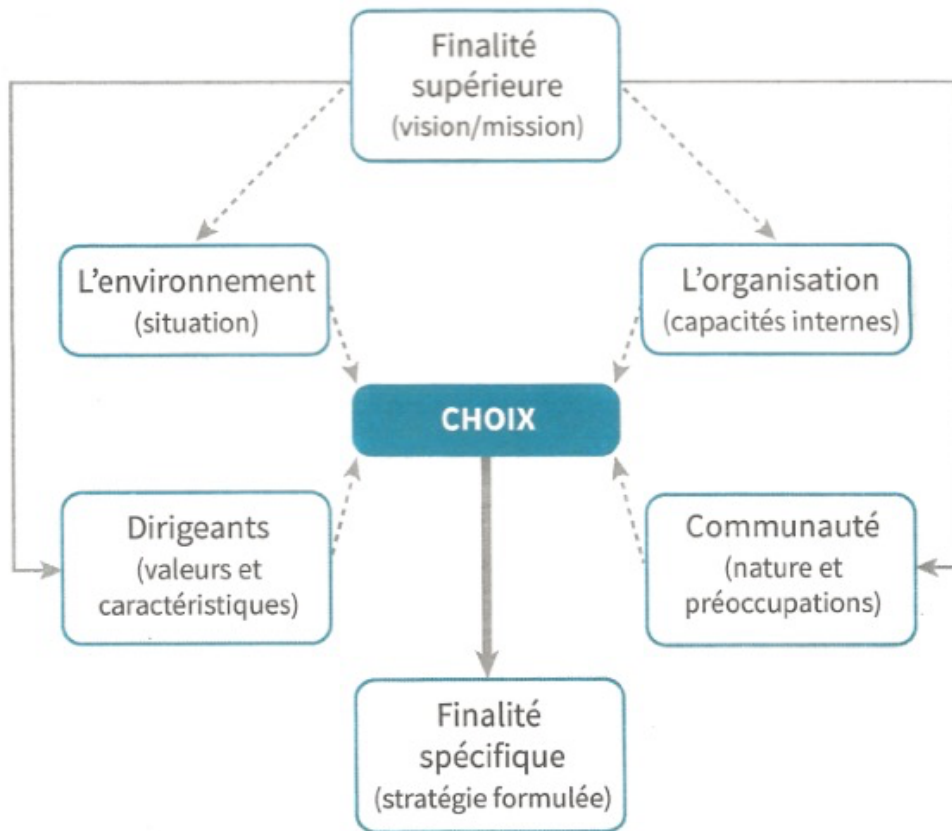 Finalité
supérieure
(vision/mission)
L'environnement
(situation)
L'organisation
(capacités internes)
CHOIX
Dirigeants
(valeurs et
caractéristiques)
Communauté
(nature et
préoccupations)
Finalité
spécifique
(stratégie formulée)